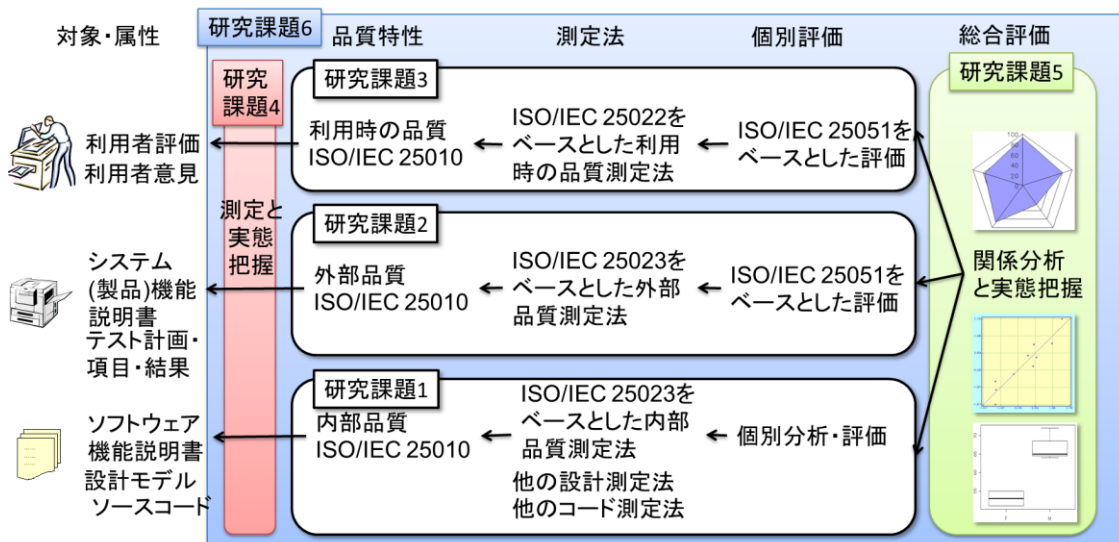 対象・属性
研究課題6
品質特性
測定法
個別評価
総合評価
研究
課題4
測定と
実態
把握
研究課題3
利用者評価
利用者意見
利用時の品質
ISO/IEC 25010
ISO/IEC 25022を
ベースとした利用
時の品質測定法
ISO/IEC 25051を
ベースとした評価
研究課題2
システム
(製品)機能
説明書
テスト計画・
項目・結果
外部品質
ISO/IEC 25010
ISO/IEC 25023を
ベースとした外部
品質測定法
ISO/IEC 25051を
ベースとした評価
研究課題1
ソフトウェア
機能説明書
設計モデル
ソースコード
内部品質
ISO/IEC 25010
ISO/IEC 25023を
ベースとした内部
品質測定法
他の設計測定法
他のコード測定法
個別分析・評価
研究課題5
100
80
60
40
20
0
関係分析
と実態把握